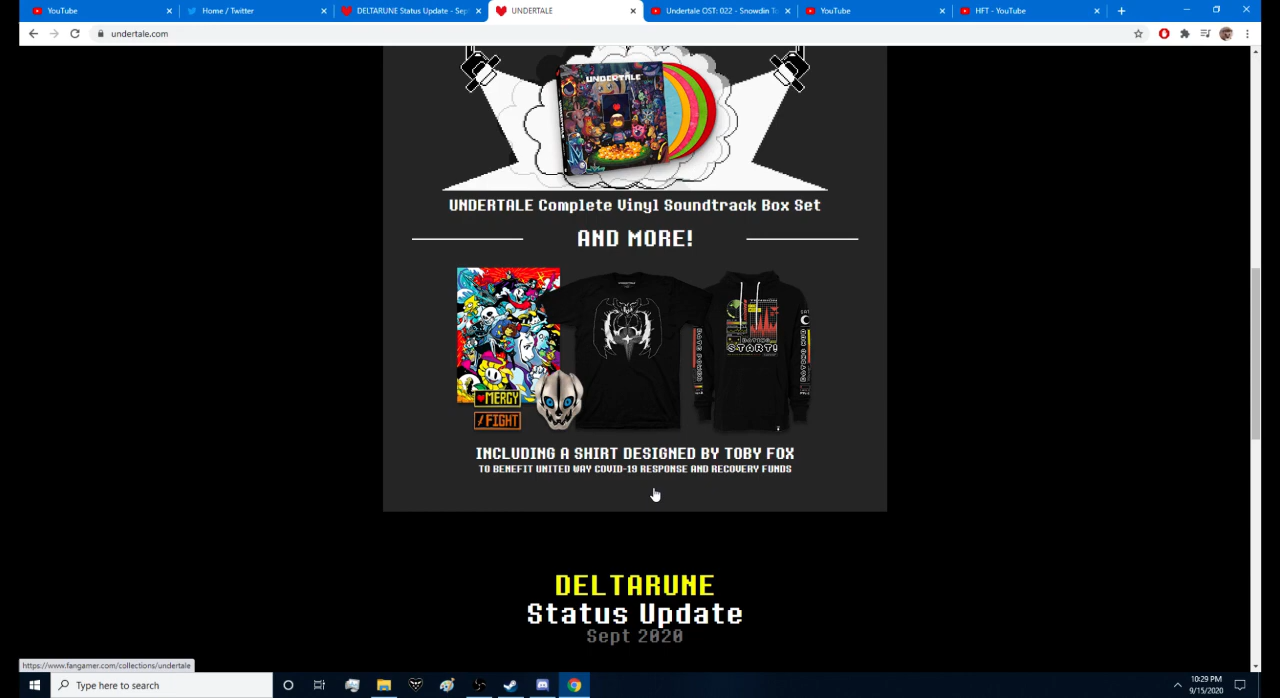 YouTube
Home / Twitter
DELTARUNE Status Update - Sep
UNDERTALE
Undertale OST: 022 - Snowdin To
YouTube
HFT - YouTube
undertale.com
UNDERTALE
UNDERTALE Complete Vinyl Soundtrack Box Set
AND MORE!
START!
MERCY
FIGHT
INCLUDING A SHIRT DESIGNED BY TOBY FOX
TO BENEFIT UNITED WAY COVID-19 RESPONSE AND RECOVERY FUNDS
DELTARUNE
Status Update
Sept 2020
https://www.fangamer.com/collections/undertale
Type here to search
10:29 PM
9/15/2020